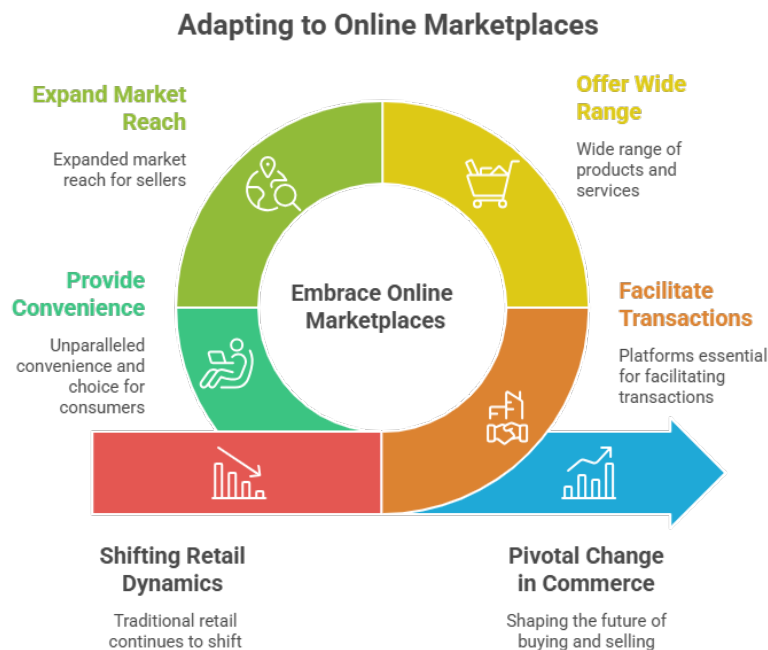 Adapting to Online Marketplaces
Expand Market
Reach
Expanded market
reach for sellers
Offer Wide
Range
Wide range of
products and
services
Provide
Convenience
Unparalleled
convenience and
choice for
consumers
Embrace Online
Marketplaces
Facilitate
Transactions
Platforms essential
for facilitating
transactions
Shifting Retail
Dynamics
Traditional retail
continues to shift
Pivotal Change
in Commerce
Shaping the future of
buying and selling